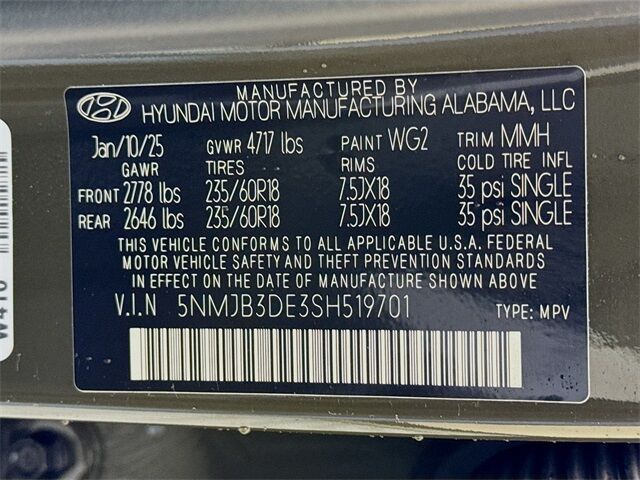 MANUFACTURED BY
HYUNDAI MOTOR MANUFACTURING ALABAMA, LLC
Jan/10/25 GVWR 4717 lbs PAINT WG2 TRIM MMH
GAWR TIRES RIMS COLD TIRE INFL
FRONT 2778 lbs 235/60R18 7.5JX18 35 psi SINGLE
REAR 2646 lbs 235/60R18 7.5JX18 35 psi SINGLE
THIS VEHICLE CONFORMS TO ALL APPLICABLE U.S.A. FEDERAL
MOTOR VEHICLE SAFETY AND THEFT PREVENTION STANDARDS
IN EFFECT ON THE DATE OF MANUFACTURE SHOWN ABOVE.
V.I.N 5NMJB3DE3SH519701 TYPE: MPV